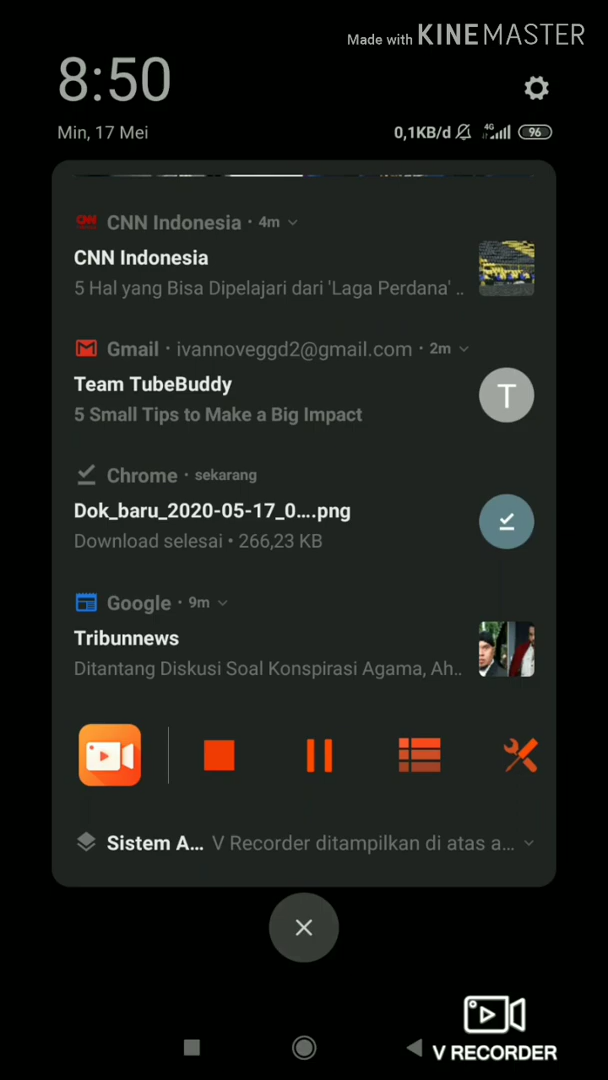 Made with KINEMASTER
8:50
Min, 17 Mei
0,1KB/d 4G 96
CNN Indonesia · 4m
CNN Indonesia
5 Hal yang Bisa Dipelajari dari 'Laga Perdana' ..
Gmail · ivannoveggd2@gmail.com · 2m
Team TubeBuddy
5 Small Tips to Make a Big Impact
T
Chrome · sekarang
Dok_baru_2020-05-17_0....png
Download selesai • 266,23 KB
Google · 9m
Tribunnews
Ditantang Diskusi Soal Konspirasi Agama, Ah..
Sistem A... V Recorder ditampilkan di atas a...
V RECORDER